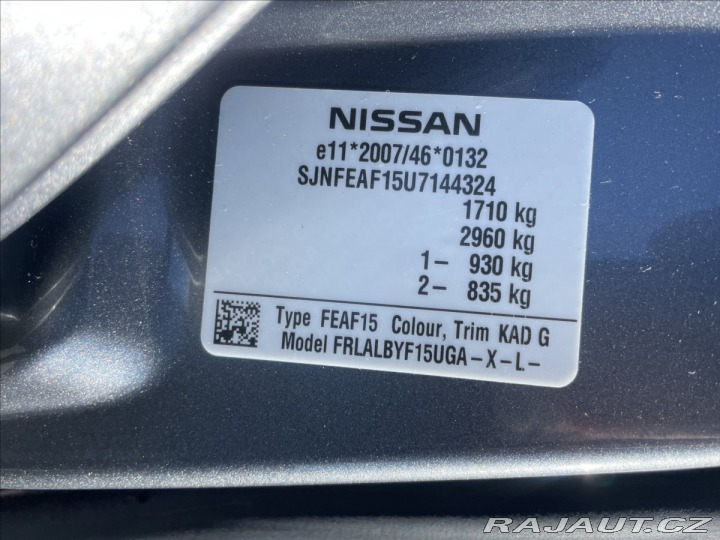 NISSAN
e11*2007/46*0132
SJNFEAF15U7144324
1710 kg
2960 kg
1– 930 kg
2– 835 kg
Type FEAF15 Colour, Trim KAD G
Model FRLALBYF15UGA–X–L–
RAJAUT.CZ